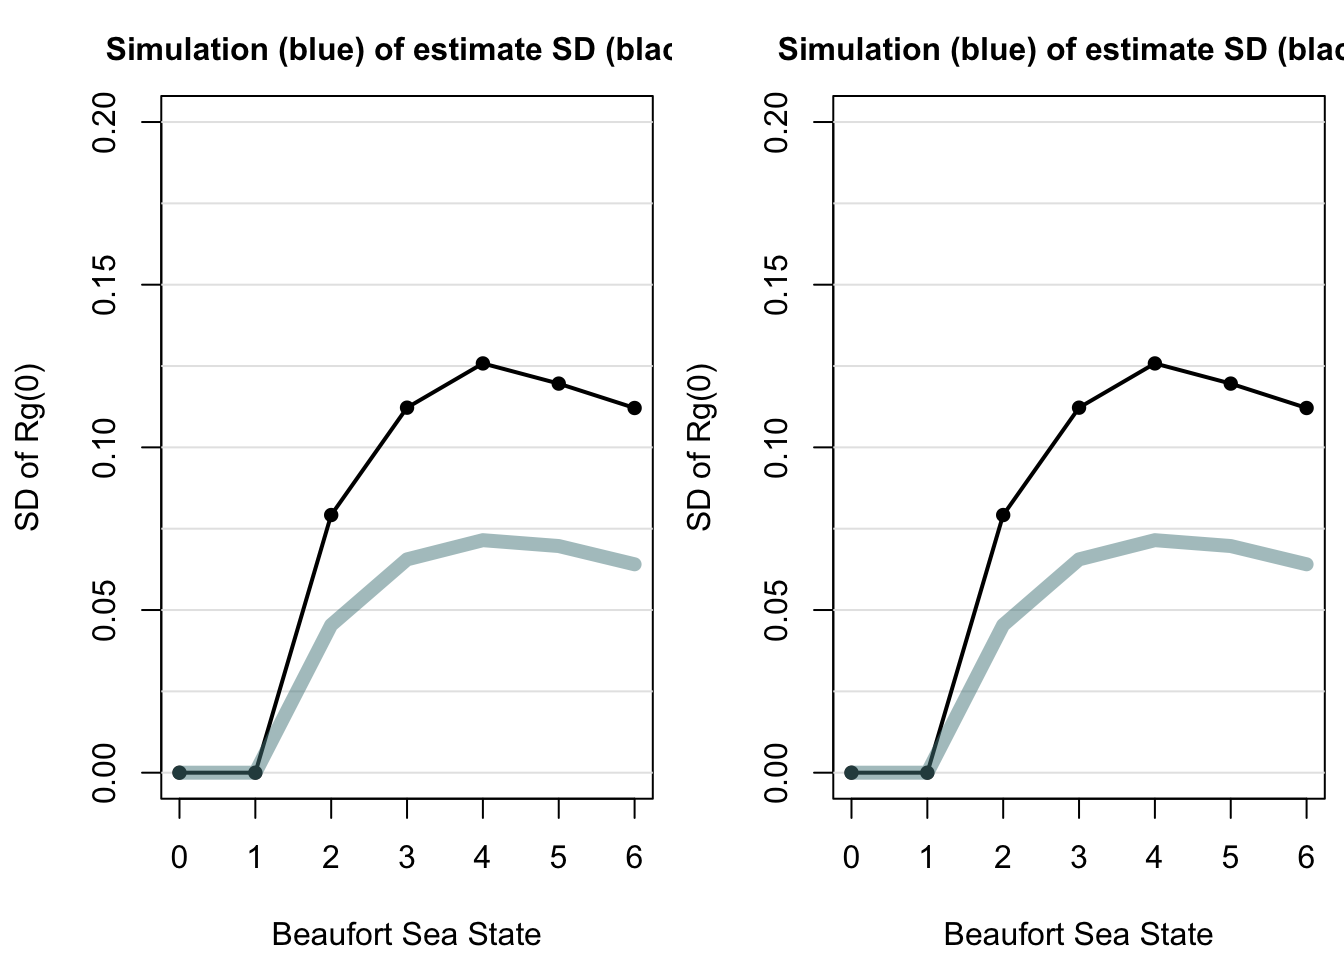 Simulation (blue) of estimate SD (blac
SD of Rg(0)
0.20
0.15
0.10
0.05
0.00
0 1 2 3 4 5 6
Beaufort Sea State
Simulation (blue) of estimate SD (blac
SD of Rg(0)
0.20
0.15
0.10
0.05
0.00
0 1 2 3 4 5 6
Beaufort Sea State